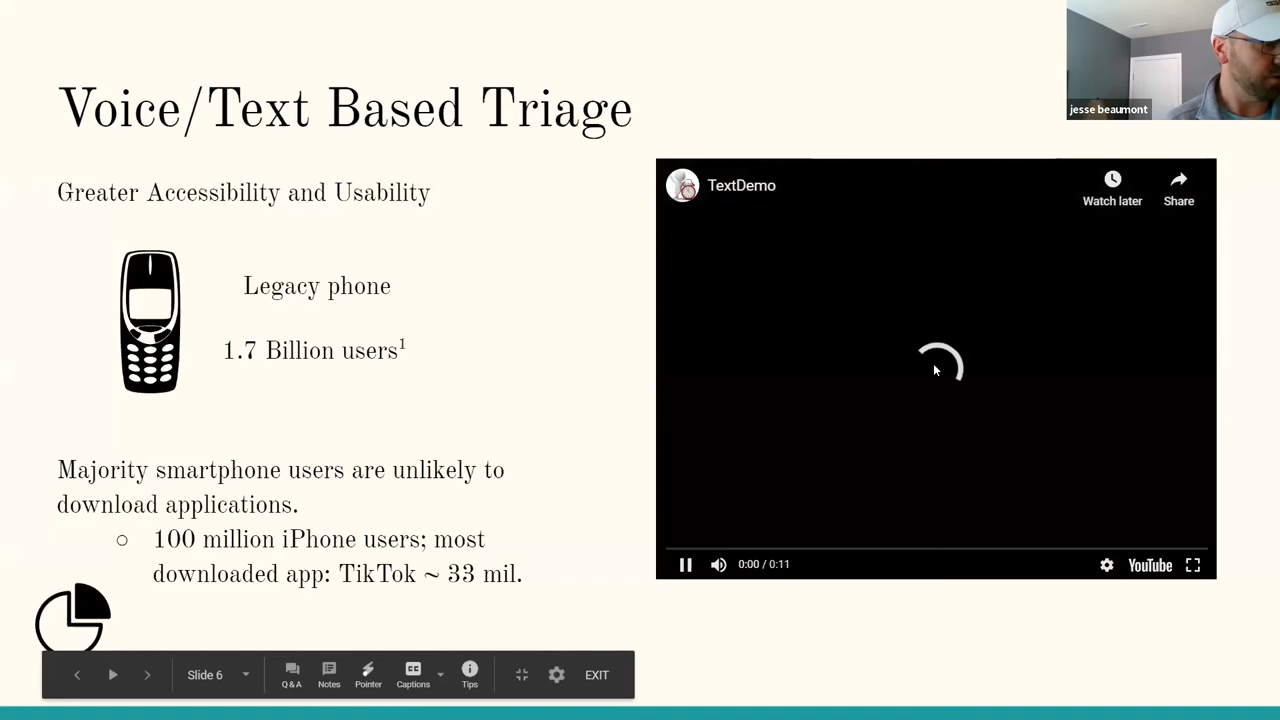 Voice/Text Based Triage
jesse beaumont
Greater Accessibility and Usability
Legacy phone
1.7 Billion users¹
Majority smartphone users are unlikely to
download applications.
○ 100 million iPhone users; most
downloaded app: TikTok ~ 33 mil.
TextDemo
Watch later
Share
0:00 / 0:11
YouTube
Slide 6
Q & A
Notes
Pointer
CC
Captions
Tips
EXIT